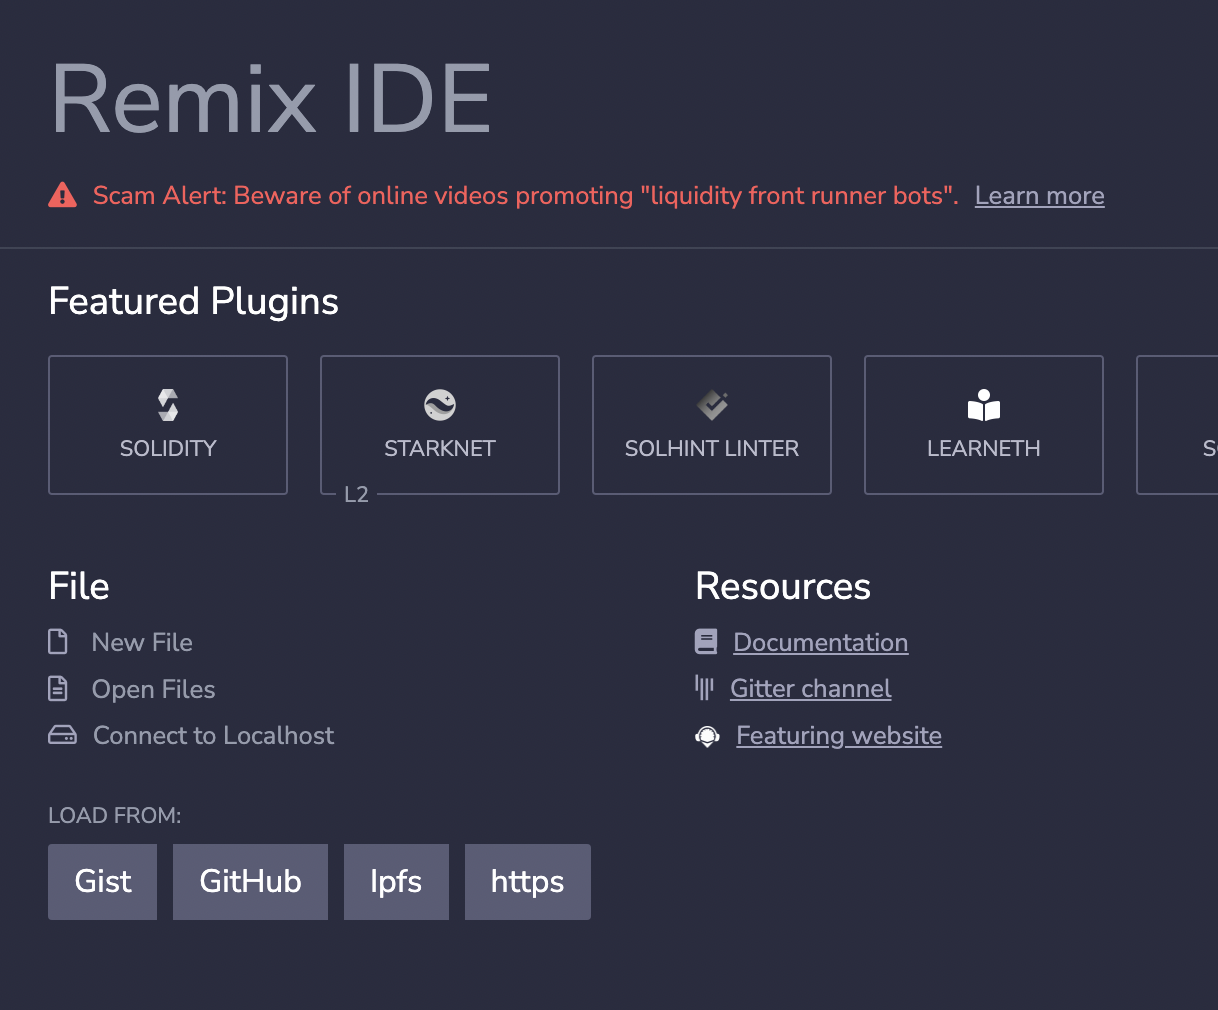 Remix IDE
Scam Alert: Beware of online videos promoting "liquidity front runner bots". Learn more
Featured Plugins
SOLIDITY
STARKNET
SOLHINT LINTER
LEARNETH
L2
File
New File
Open Files
Connect to Localhost
LOAD FROM:
Gist
GitHub
Ipfs
https
Resources
Documentation
Gitter channel
Featuring website